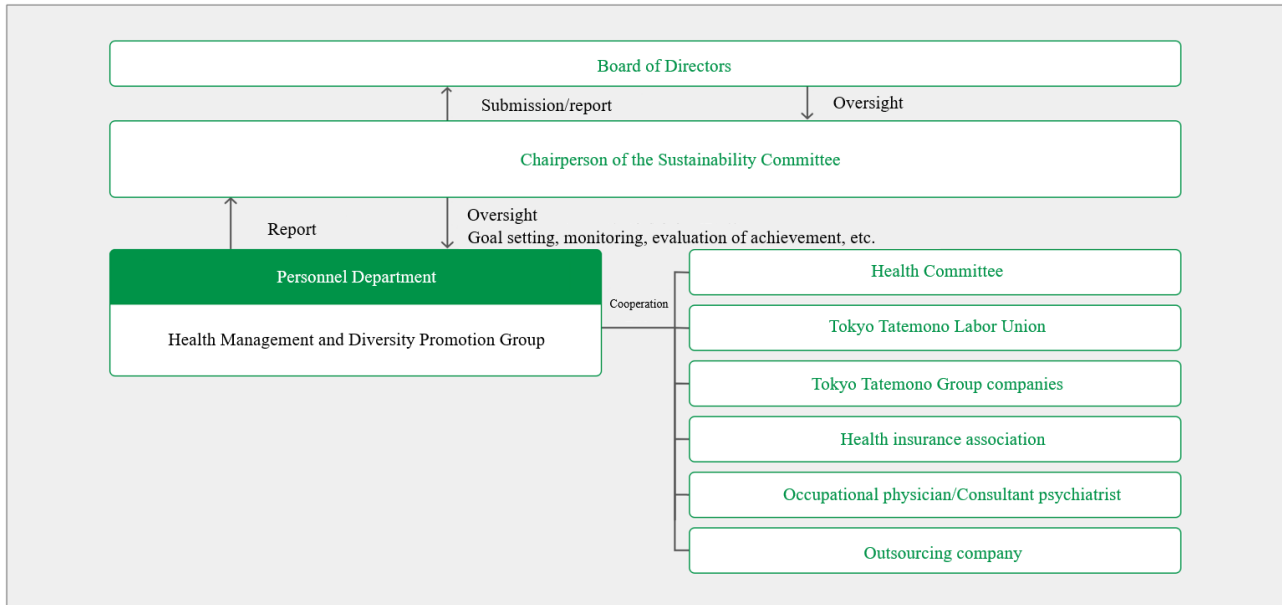 Board of Directors
Submission/report
Oversight
Chairperson of the Sustainability Committee
Report
Oversight
Goal setting, monitoring, evaluation of achievement, etc.
Personnel Department
Health Management and Diversity Promotion Group
Cooperation
Health Committee
Tokyo Tatemono Labor Union
Tokyo Tatemono Group companies
Health insurance association
Occupational physician/Consultant psychiatrist
Outsourcing company